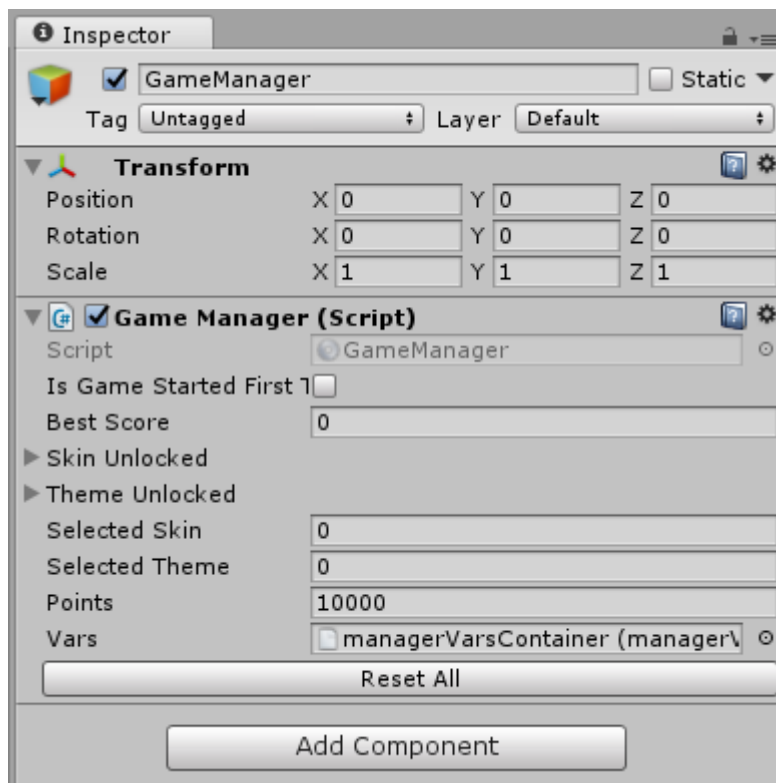 Inspector
GameManager Static
Tag Untagged Layer Default
Transform
Position X 0 Y 0 Z 0
Rotation X 0 Y 0 Z 0
Scale X 1 Y 1 Z 1
Game Manager (Script)
Script GameManager
Is Game Started First T
Best Score 0
Skin Unlocked
Theme Unlocked
Selected Skin 0
Selected Theme 0
Points 10000
Vars managerVarsContainer (managerV
Reset All
Add Component